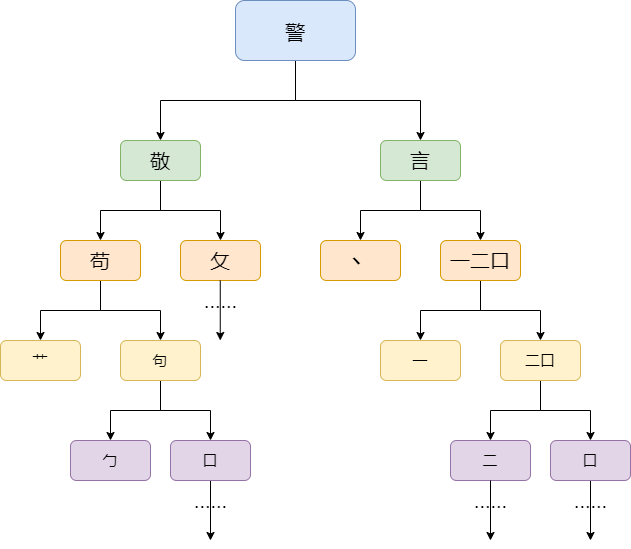 警
敬
言
苟
攵
丶
一二口
……
艹
句
一
二口
勹
口
二
口
……
……
……